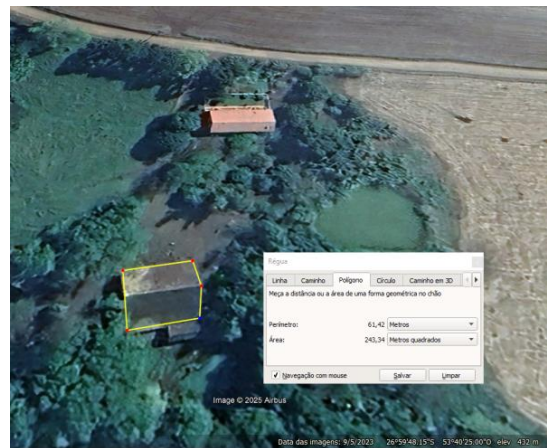 Régua
Linha Caminho Polígono Círculo Caminho em 3D
Meça a distância ou a área de uma forma geométrica no chão
Perímetro: 61,42 Metros
Área: 243,34 Metros quadrados
Navegação com mouse Salvar Limpar
Image © 2025 Airbus
Data das imagens: 9/5/2023 26°59'48.15"S 53°40'25.00"O elev 432 m